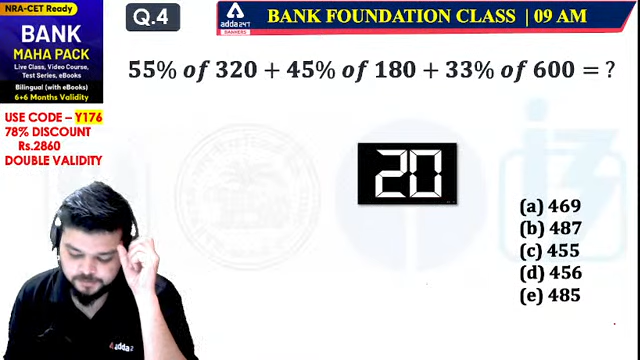 NRA-CET Ready
BANK
MAHA PACK
Live Class, Video Course,
Test Series, eBooks
Bilingual (with eBooks)
6+6 Months Validity
USE CODE – Y176
78% DISCOUNT
Rs.2860
DOUBLE VALIDITY
Q.4
adda247
BANKERS
BANK FOUNDATION CLASS | 09 AM
55% of 320 + 45% of 180 + 33% of 600 = ?
20
(a) 469
(b) 487
(c) 455
(d) 456
(e) 485
adda247